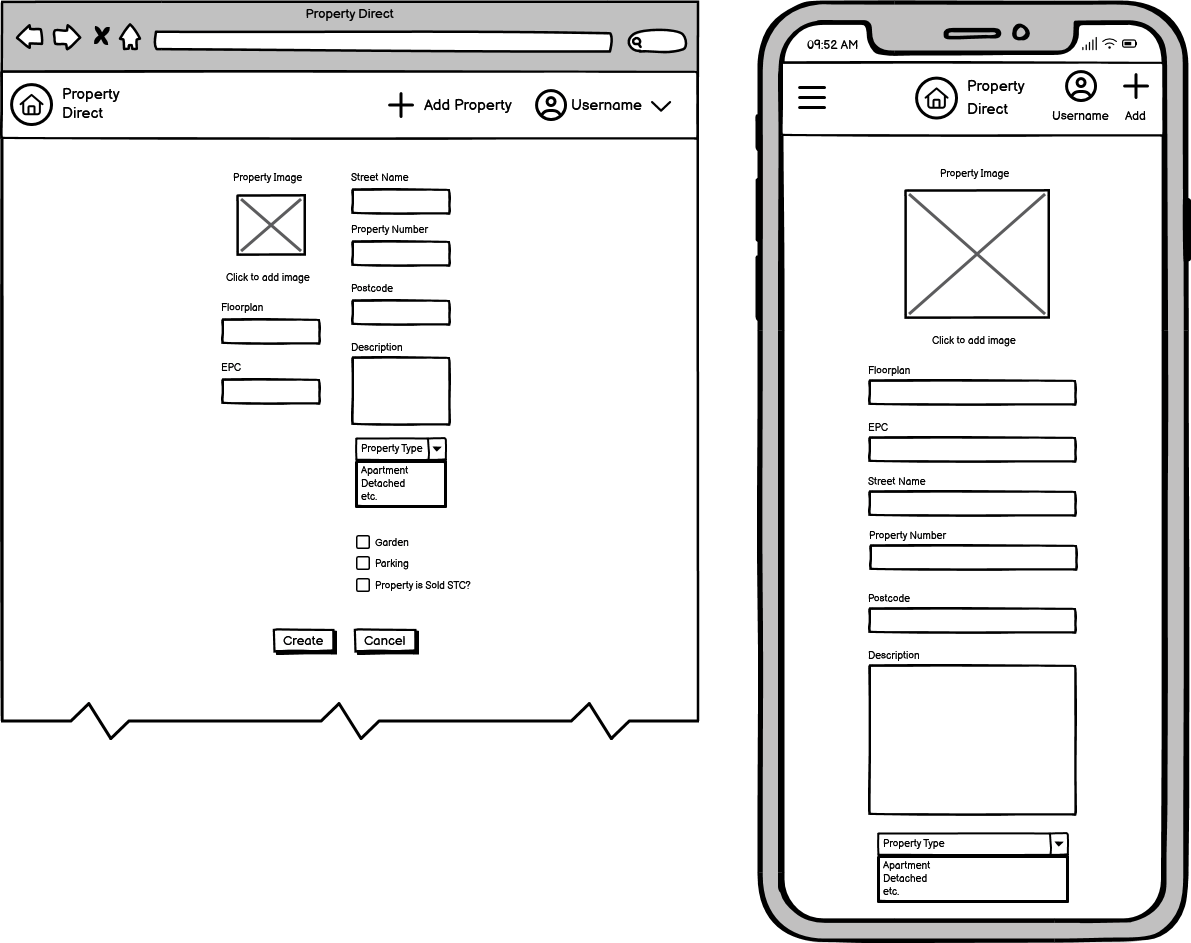 Property Direct
Property
Direct
Add Property
Username
Property Image
Click to add image
Floorplan
EPC
Street Name
Property Number
Postcode
Description
Property Type
Apartment
Detached
etc.
Garden
Parking
Property is Sold STC?
Create
Cancel
09:52 AM
Property
Direct
Username
Add
Property Image
Click to add image
Floorplan
EPC
Street Name
Property Number
Postcode
Description
Property Type
Apartment
Detached
etc.